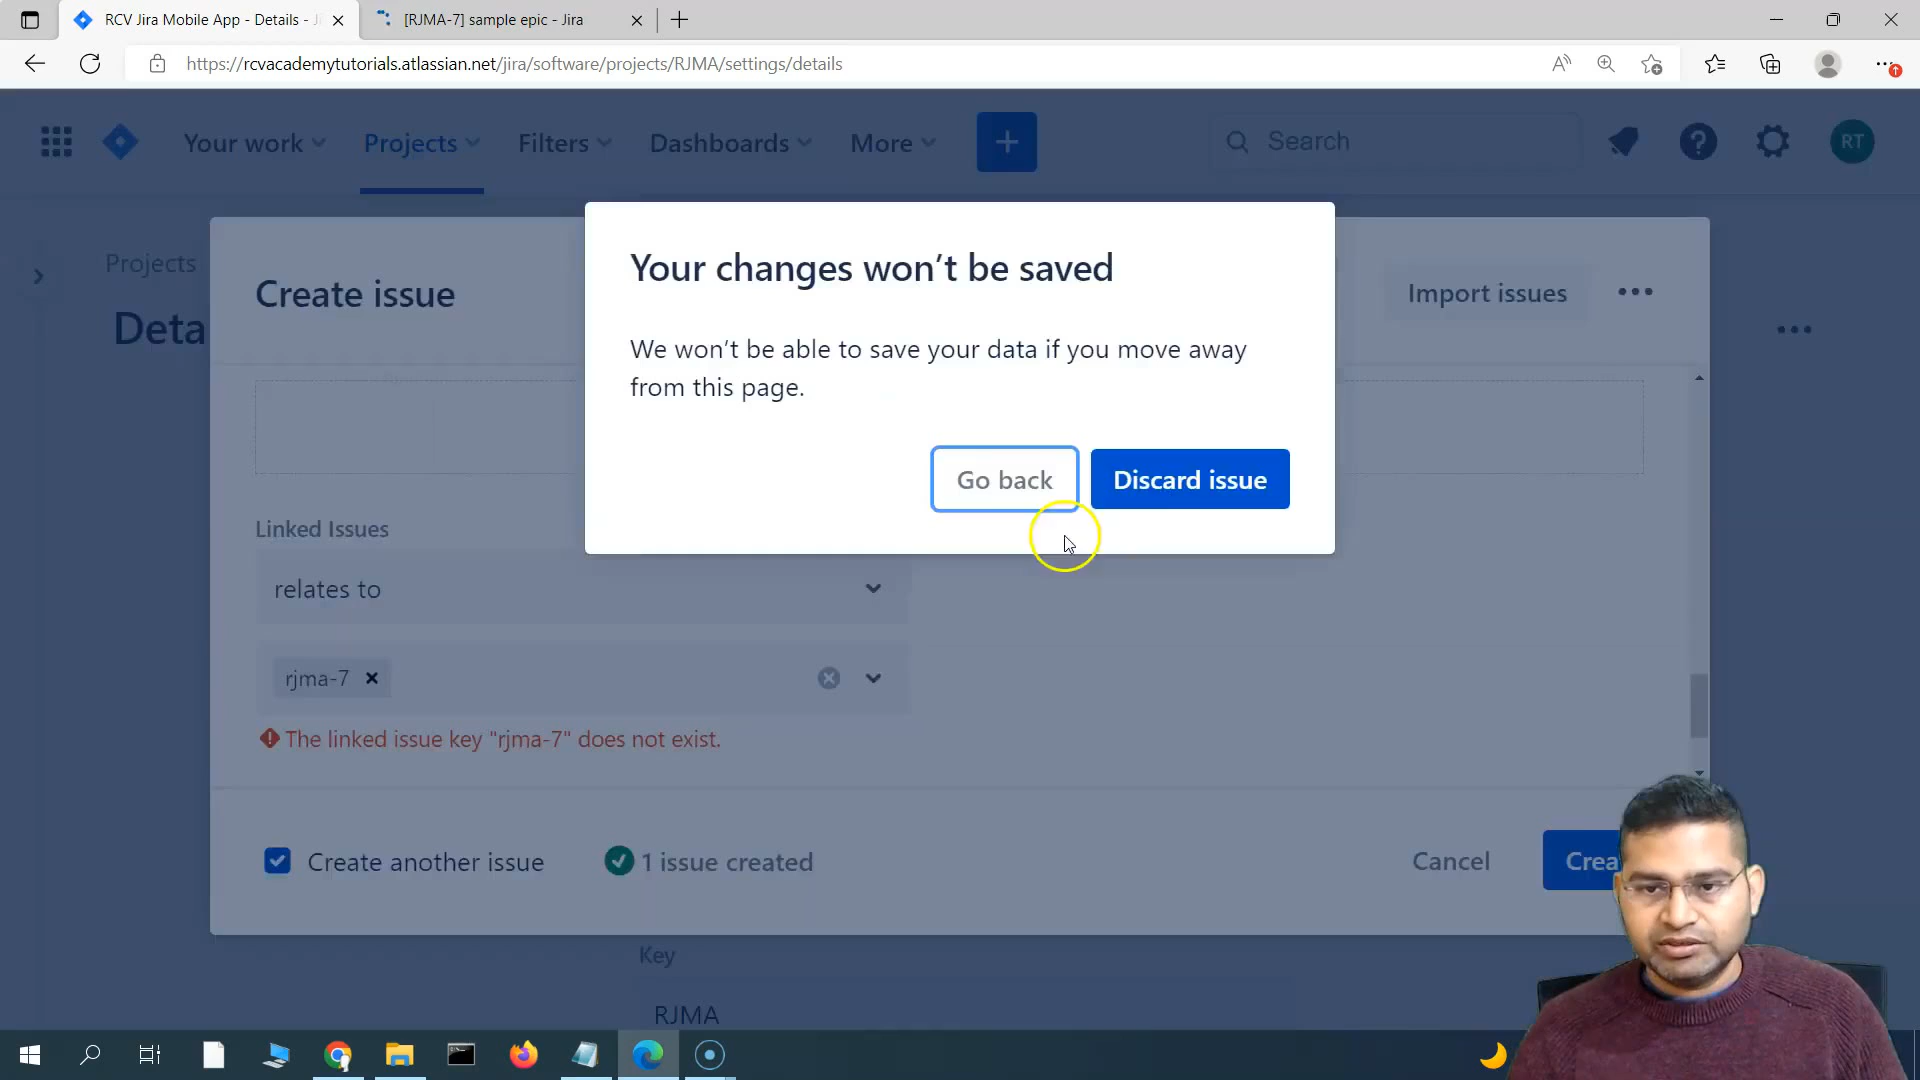 RCV Jira Mobile App - Details - J
[RJMA-7] sample epic - Jira
https://rcvacademytutorials.atlassian.net/jira/software/projects/RJMA/settings/details
Your work
Projects
Filters
Dashboards
More
Search
RT
Projects
Deta
Create issue
Import issues
Your changes won’t be saved
We won’t be able to save your data if you move away
from this page.
Go back
Discard issue
Linked Issues
relates to
rjma-7
The linked issue key "rjma-7" does not exist.
Create another issue
1 issue created
Cancel
Crea
Key
RJMA